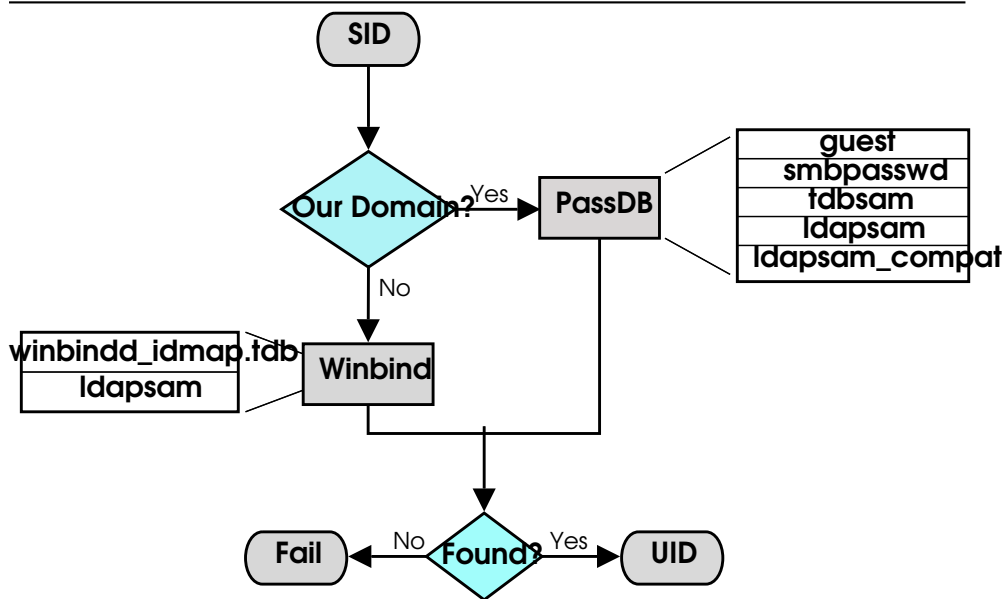 SID
Our Domain?
Yes
PassDB
guest
smbpasswd
tdbsam
ldapsam
ldapsam_compat
No
winbindd_idmap.tdb
ldapsam
Winbind
Fail
No
Found?
Yes
UID